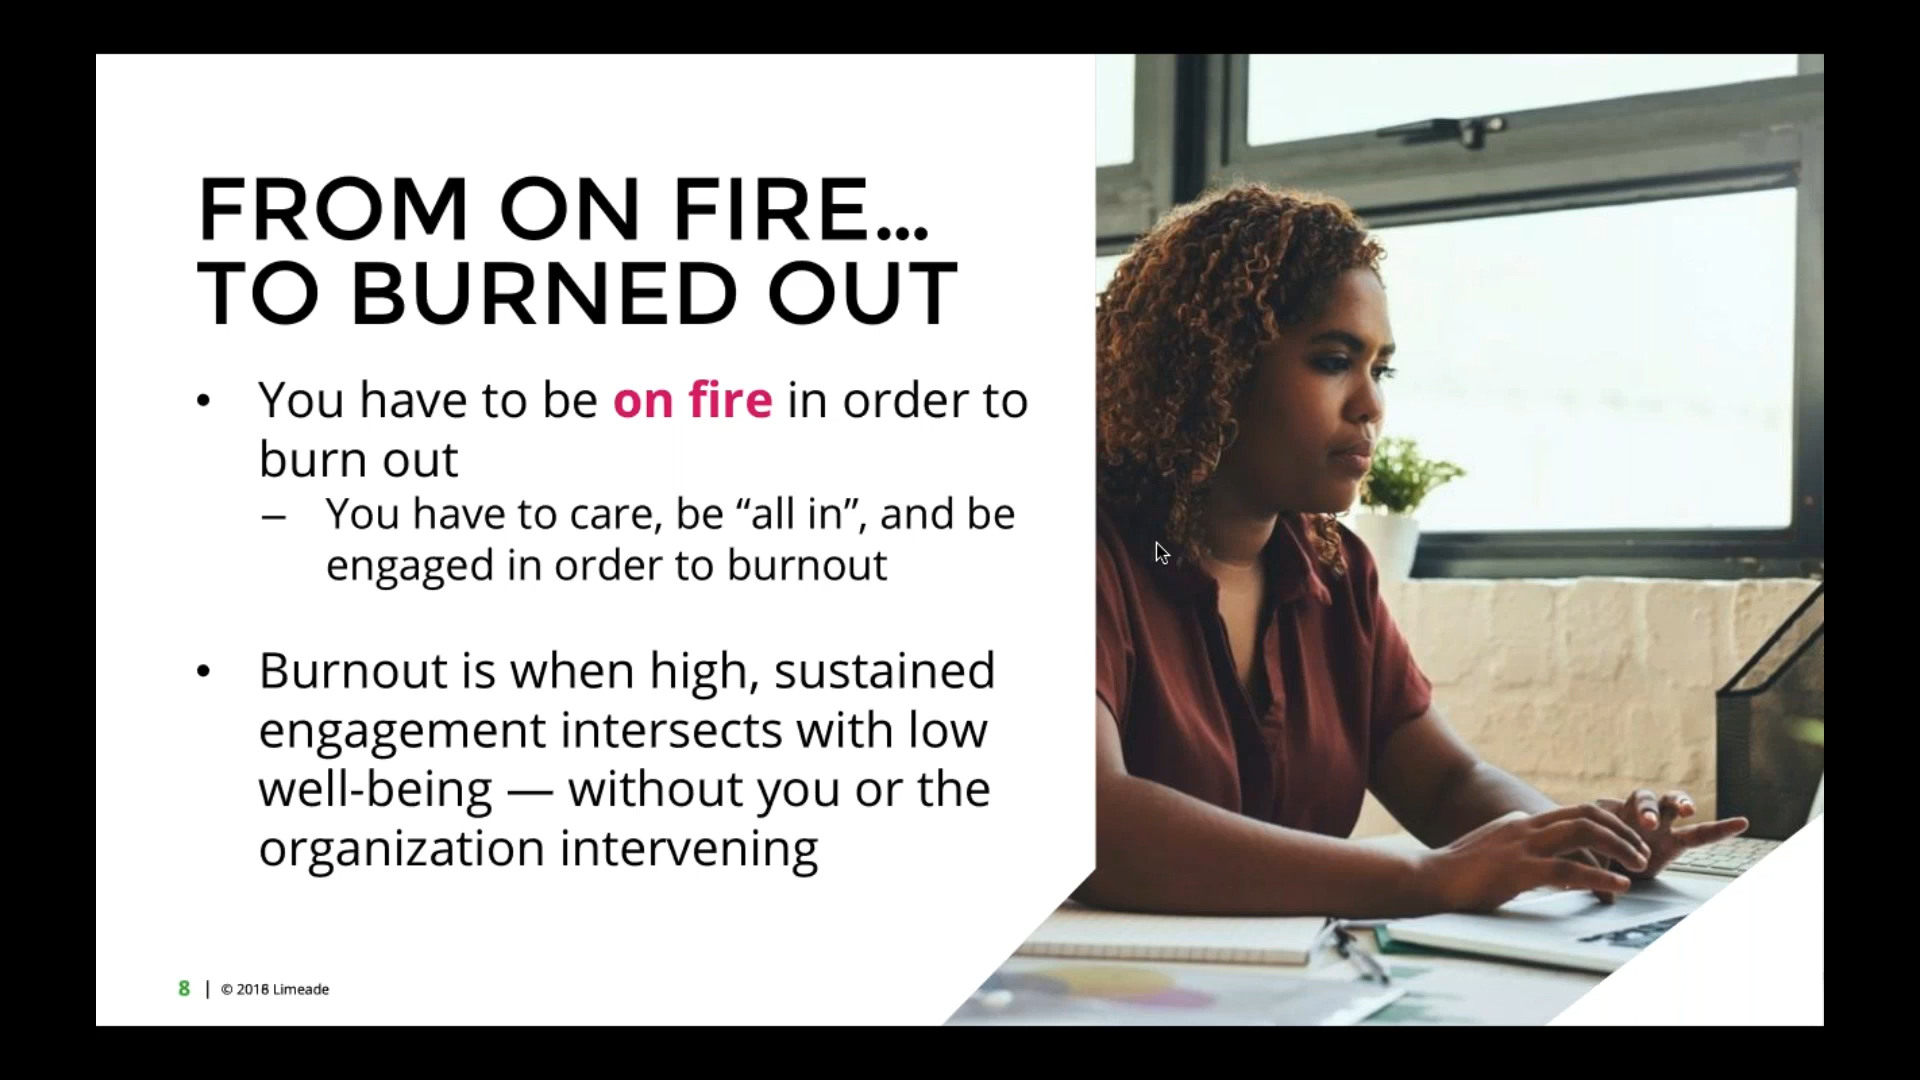 FROM ON FIRE...
TO BURNED OUT
• You have to be on fire in order to
burn out
– You have to care, be “all in”, and be
engaged in order to burnout
• Burnout is when high, sustained
engagement intersects with low
well-being — without you or the
organization intervening
8 | © 2018 Limeade